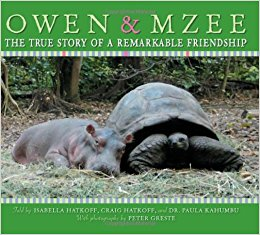 OWEN & MZEE
THE TRUE STORY OF A REMARKABLE FRIENDSHIP
Told by ISABELLA HATKOFF, CRAIG HATKOFF, and DR. PAULA KAHUMBU
With photographs by PETER GRESTE